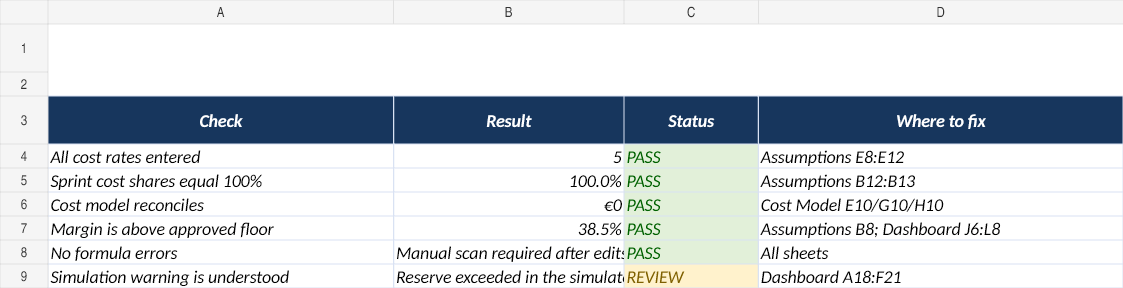 A B C D
1
2
3 Check Result Status Where to fix
4 All cost rates entered 5 PASS Assumptions E8:E12
5 Sprint cost shares equal 100% 100.0% PASS Assumptions B12:B13
6 Cost model reconciles €0 PASS Cost Model E10/G10/H10
7 Margin is above approved floor 38.5% PASS Assumptions B8; Dashboard J6:L8
8 No formula errors Manual scan required after edits PASS All sheets
9 Simulation warning is understood Reserve exceeded in the simulat REVIEW Dashboard A18:F21